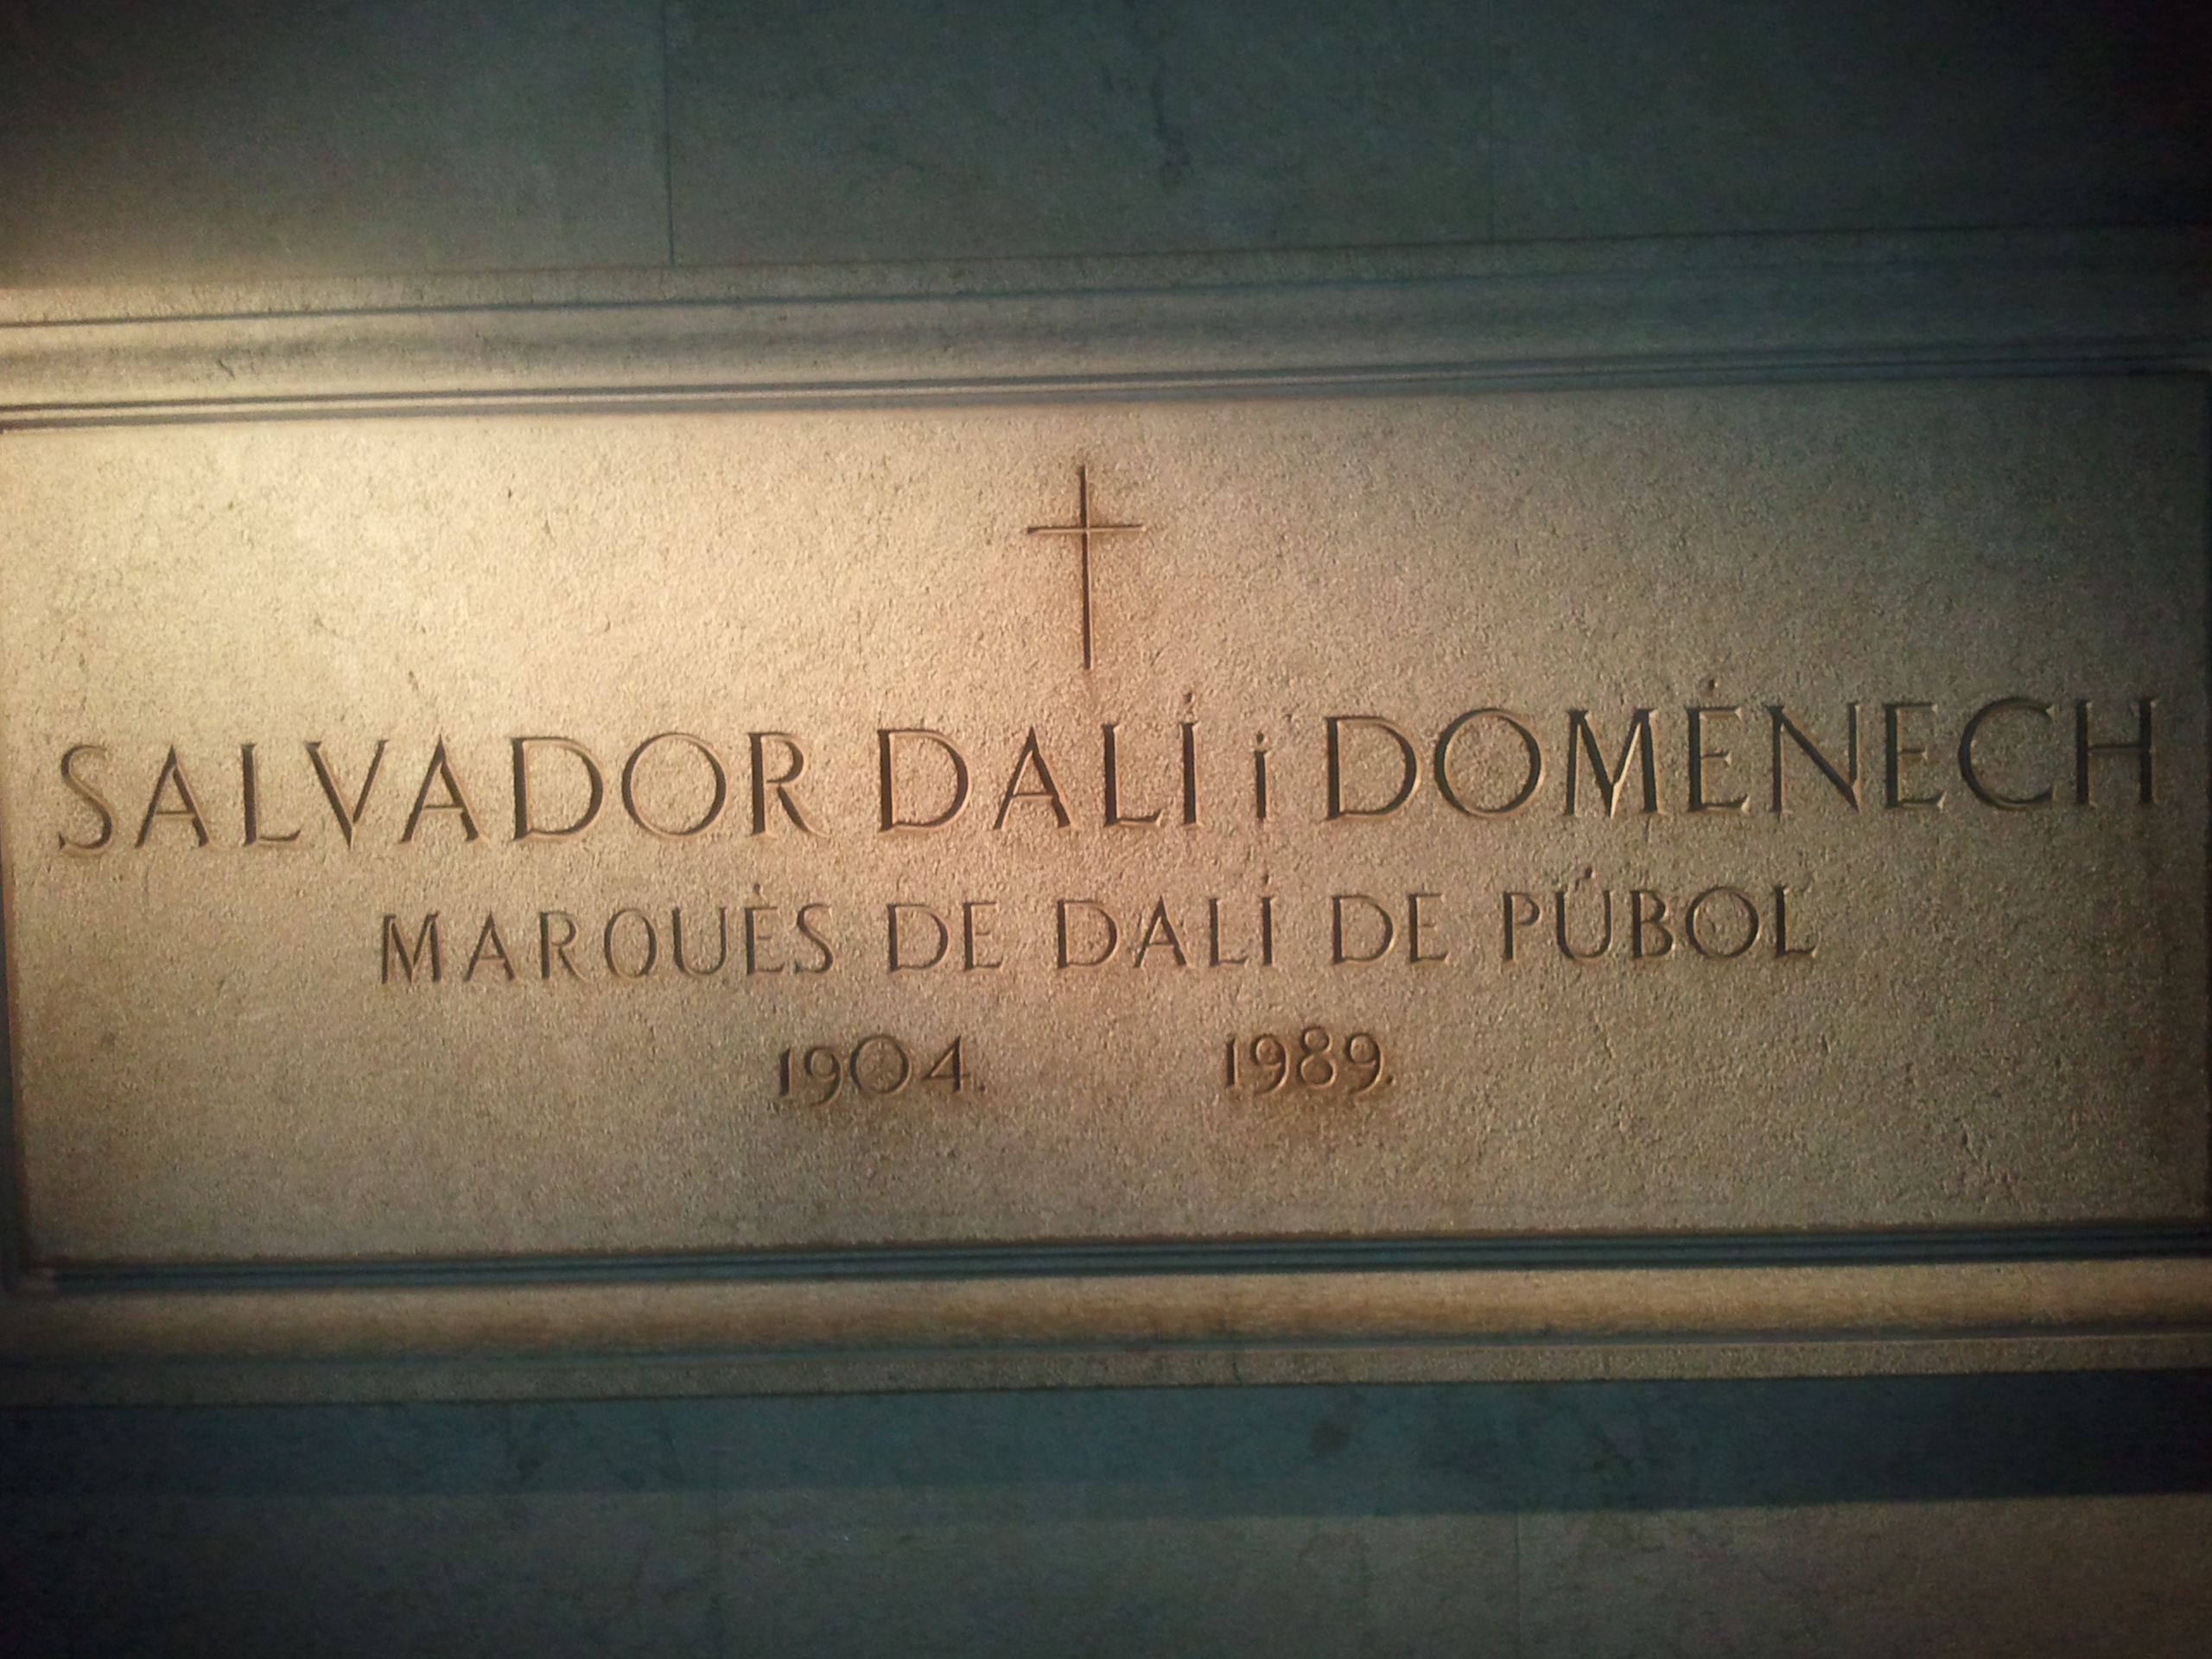 SALVADOR DALÍ i DOMÈNECH
MARQUÈS DE DALÍ DE PÚBOL
1904. 1989.